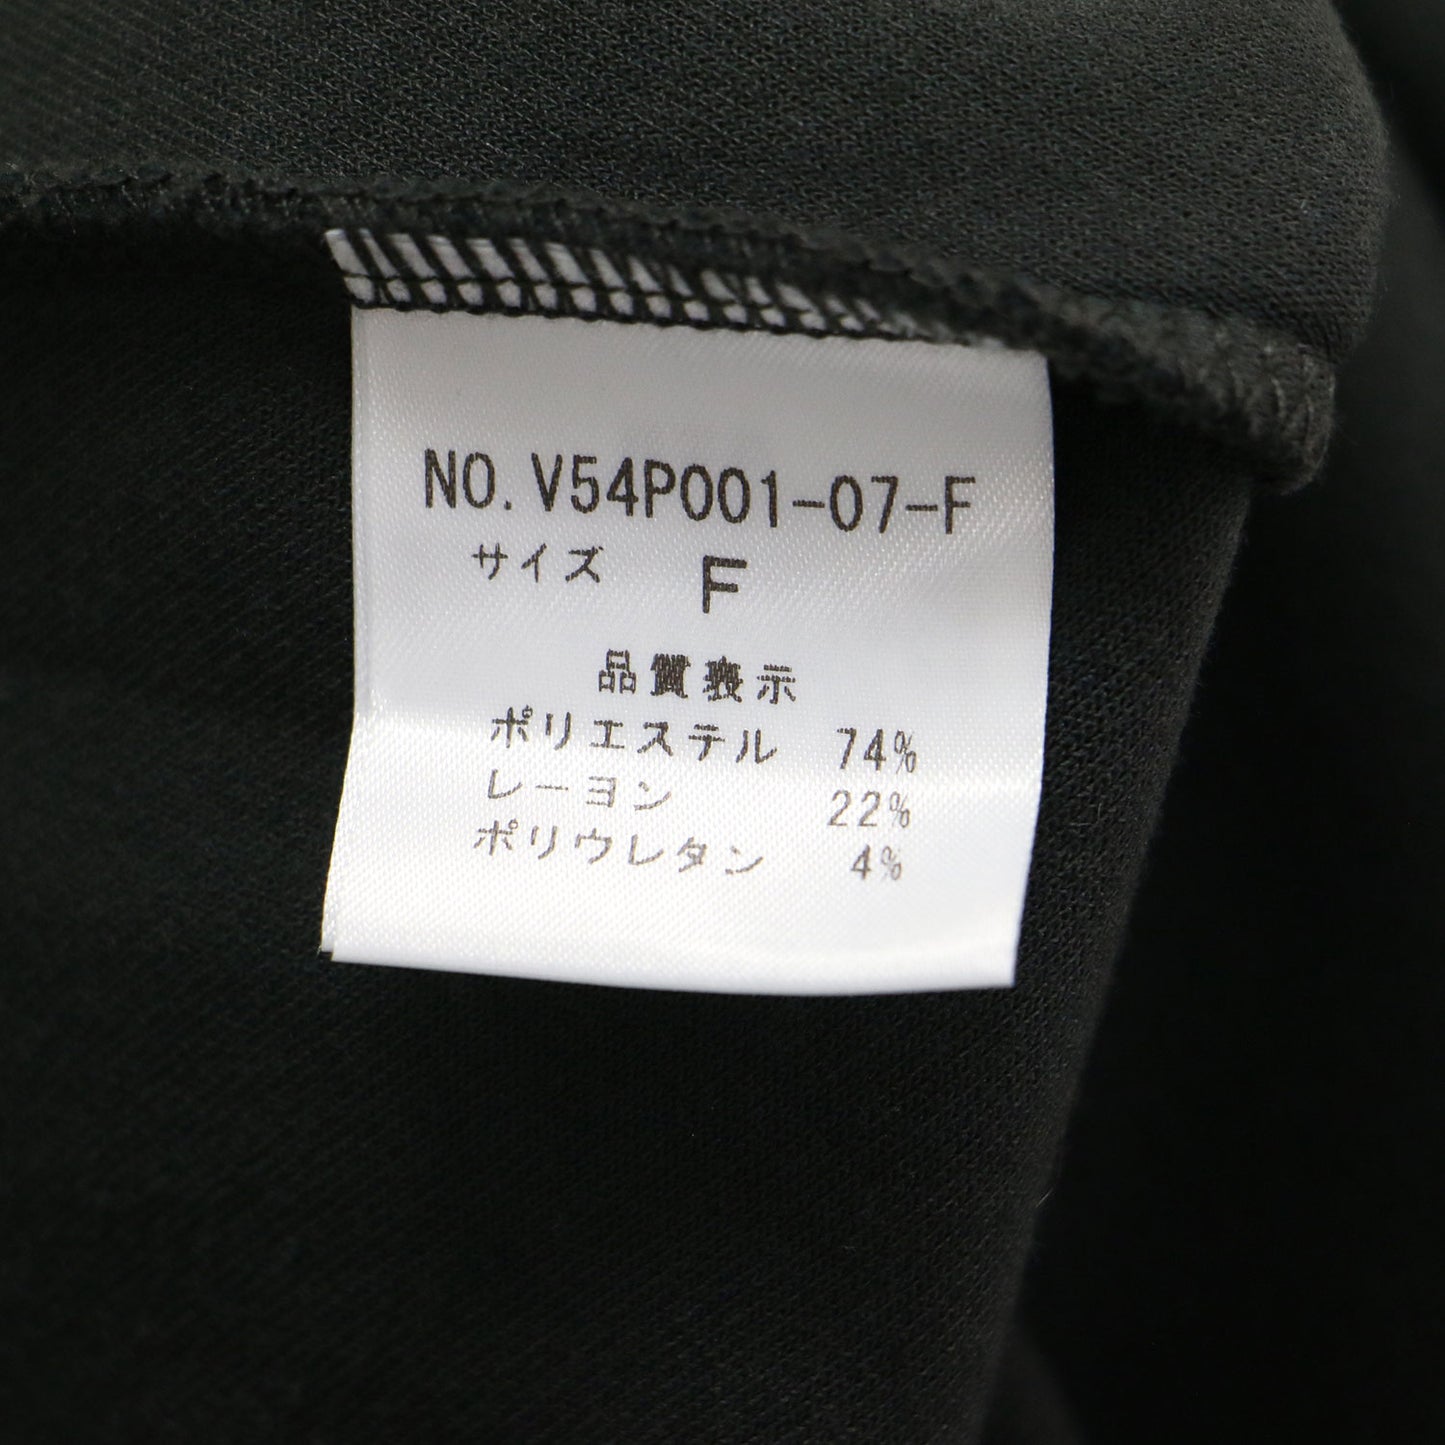 NO. V54P001-07-F
サイズ F
品質表示
ポリエステル 74%
レーヨン 22%
ポリウレタン 4%